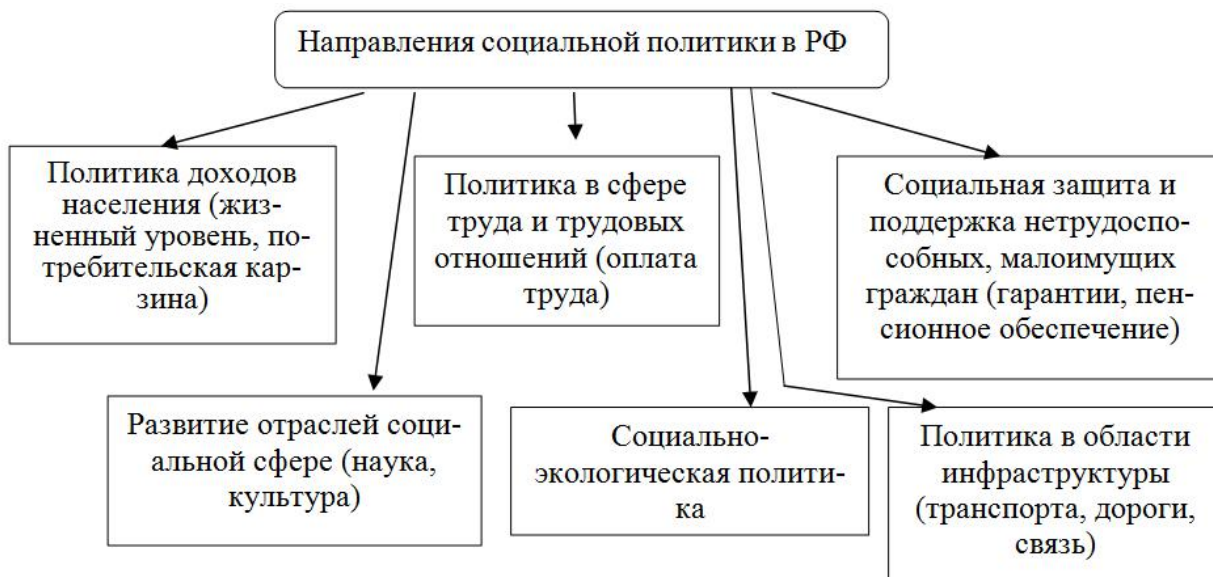 Направления социальной политики в РФ
Политика доходов
населения (жиз-
ненный уровень, по-
требительская кар-
зина)
Политика в сфере
труда и трудовых
отношений (оплата
труда)
Социальная защита и
поддержка нетрудоспо-
собных, малоимущих
граждан (гарантии, пен-
сионное обеспечение)
Развитие отраслей соци-
альной сфере (наука,
культура)
Социально-
экологическая полити-
ка
Политика в области
инфраструктуры
(транспорта, дороги,
связь)